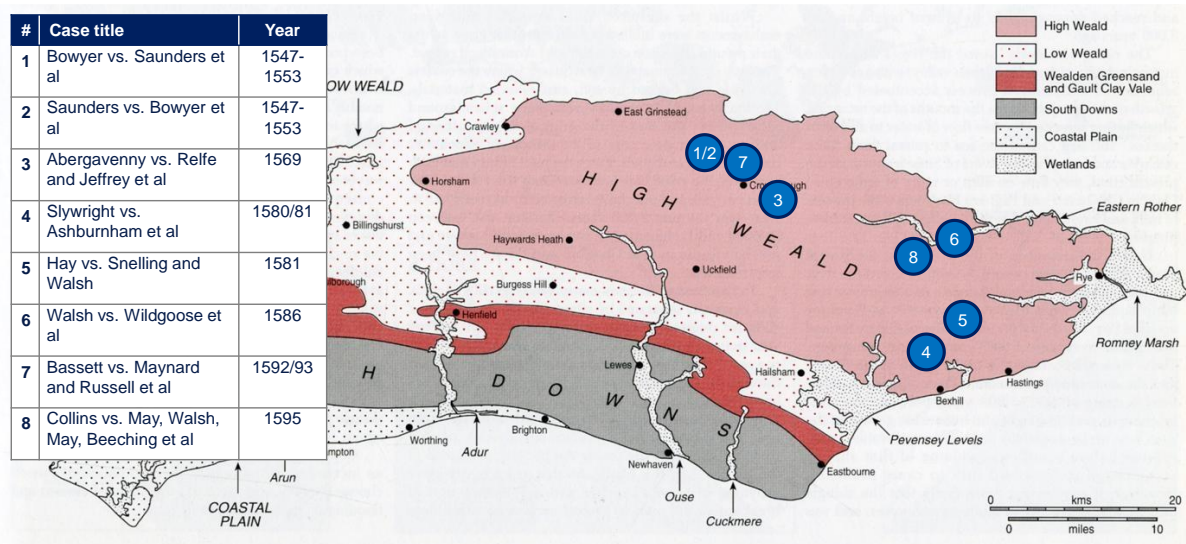 # Case title Year
1 Bowyer vs. Saunders et al 1547-1553
2 Saunders vs. Bowyer et al 1547-1553
3 Abergavenny vs. Relfe and Jeffrey et al 1569
4 Slywright vs. Ashburnham et al 1580/81
5 Hay vs. Snelling and Walsh 1581
6 Walsh vs. Wildgoose et al 1586
7 Bassett vs. Maynard and Russell et al 1592/93
8 Collins vs. May, Walsh, May, Beeching et al 1595
High Weald
Low Weald
Wealden Greensand
and Gault Clay Vale
South Downs
Coastal Plain
Wetlands
OW WEALD
East Grinstead
Crawley
1/2
7
Horsham
3
HIGH WEALD
Eastern Rother
Billingshurst
Haywards Heath
6
8
Uckfield
Rye
Burgess Hill
Henfield
5
Romney Marsh
4
Lewes
Hailsham
Hastings
H DOWNS
Bexhill
Worthing
Brighton
Pevensey Levels
Adur
Newhaven
Eastbourne
Arun
Ouse
COASTAL
PLAIN
Cuckmere
0 kms 20
0 miles 10